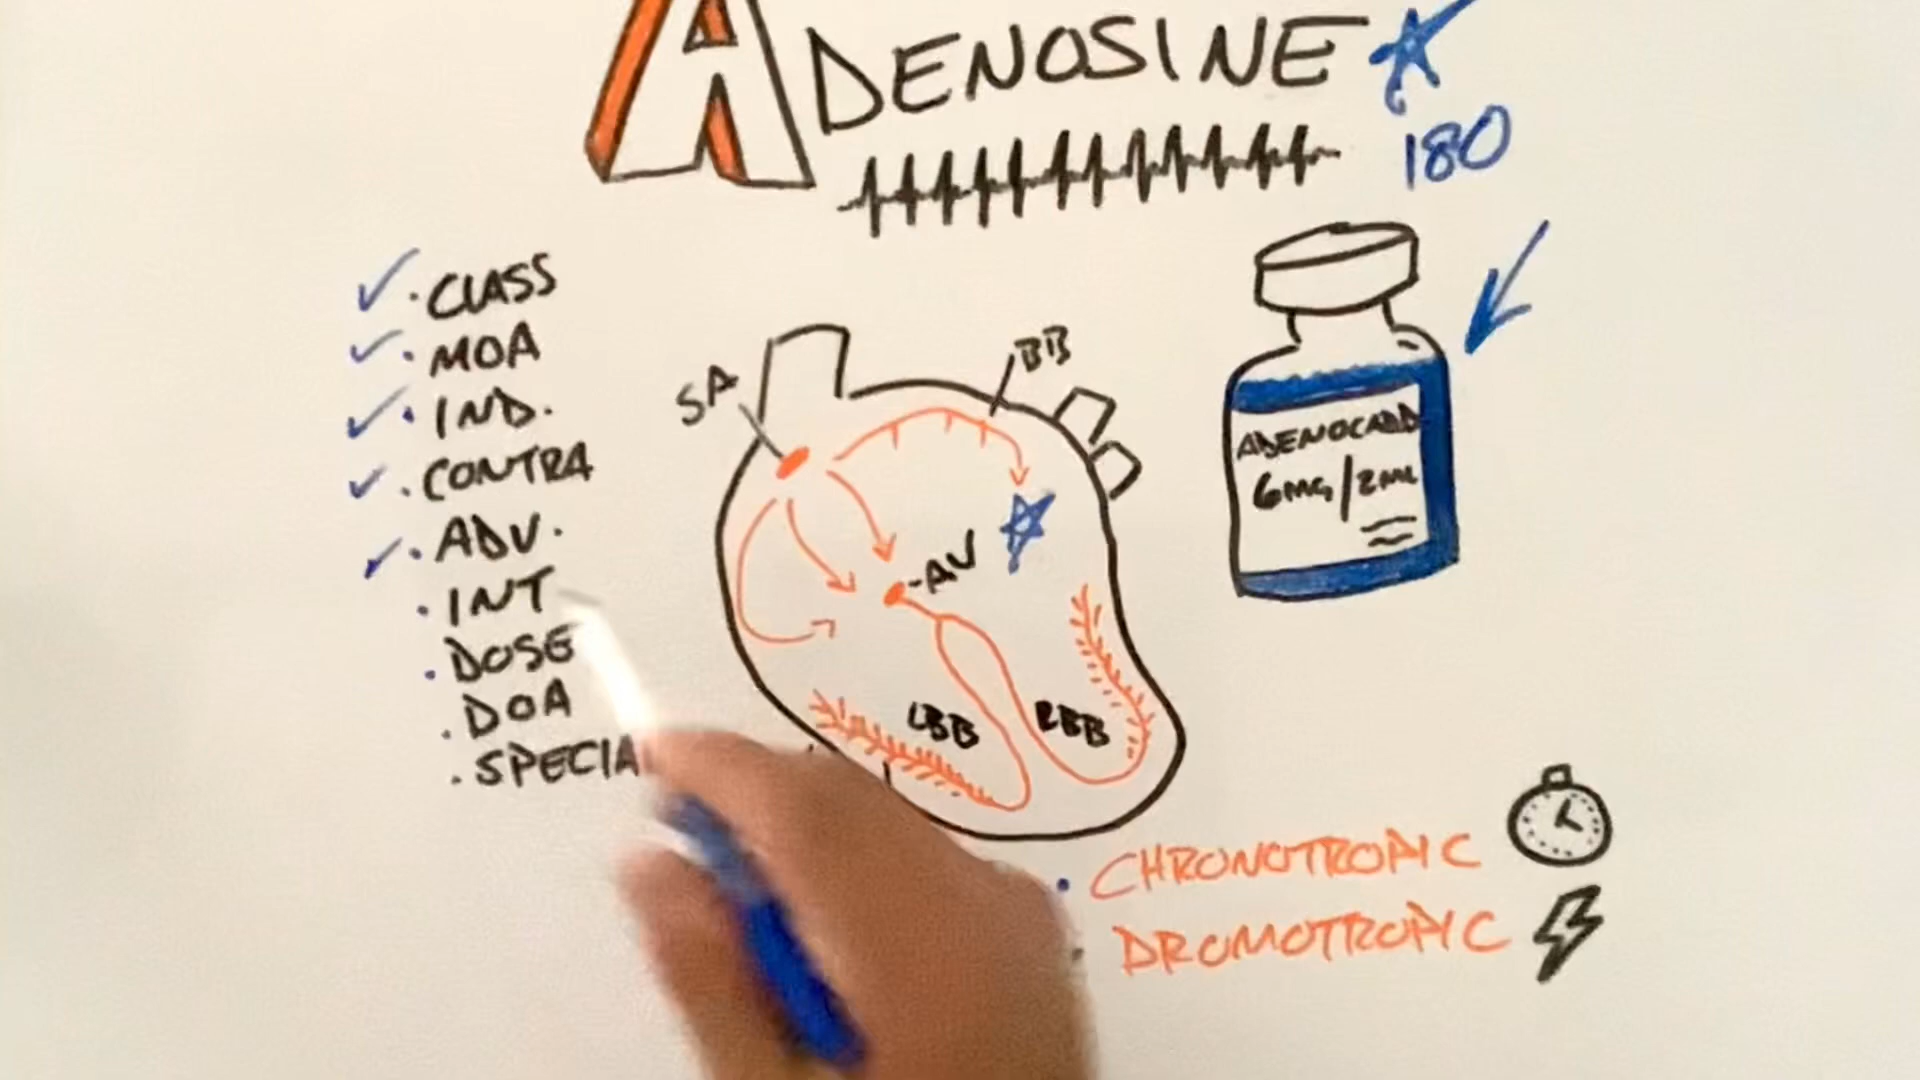 ADENOSINE
180
CLASS
MOA
IND.
CONTRA
ADV.
INT
DOSE
DOA
SPECIA
SA
BB
-AV
LBB
RBB
ADENOCARD
6MG/2ML
CHRONOTROPIC
DROMOTROPIC